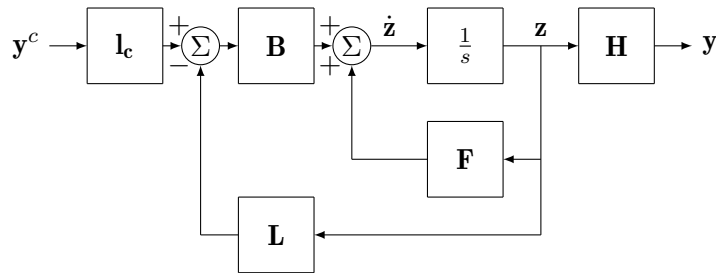 y^c l_c + − Σ B + + Σ ż 1/s z H y
F
L